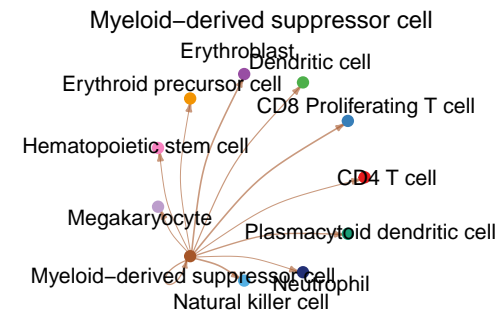 Myeloid−derived suppressor cell
Erythroblast
Dendritic cell
Erythroid precursor cell
CD8 Proliferating T cell
Hematopoietic stem cell
CD4 T cell
Megakaryocyte
Plasmacytoid dendritic cell
Myeloid−derived suppressor cell
Neutrophil
Natural killer cell